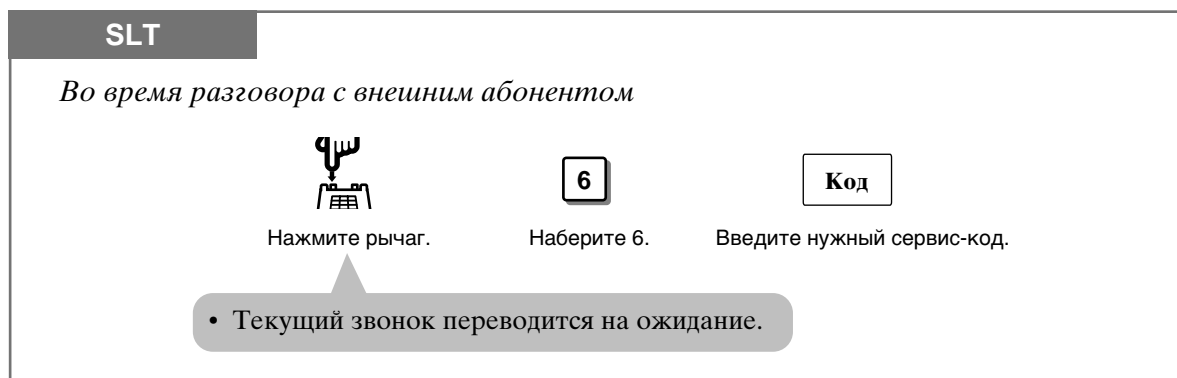 SLT
Во время разговора с внешним абонентом
6
Код
Нажмите рычаг. Наберите 6. Введите нужный сервис-код.
• Текущий звонок переводится на ожидание.